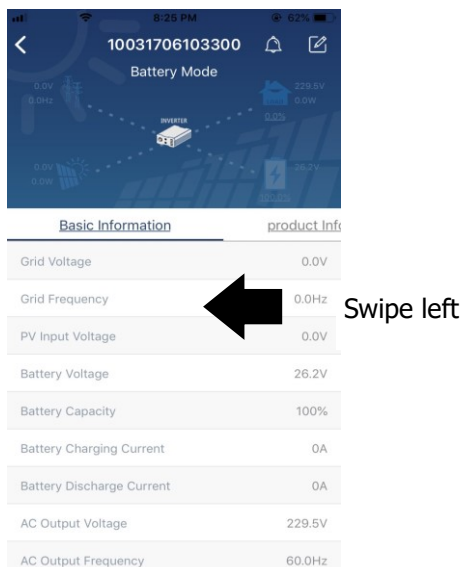 8:25 PM 62%
10031706103300
Battery Mode
0.0V
0.0Hz
229.5V
0.0W
0.0%
INVERTER
0.0V
0.0W
26.2V
100.0%
Basic Information product Info
Grid Voltage 0.0V
Grid Frequency 0.0Hz
Swipe left
PV Input Voltage 0.0V
Battery Voltage 26.2V
Battery Capacity 100%
Battery Charging Current 0A
Battery Discharge Current 0A
AC Output Voltage 229.5V
AC Output Frequency 60.0Hz